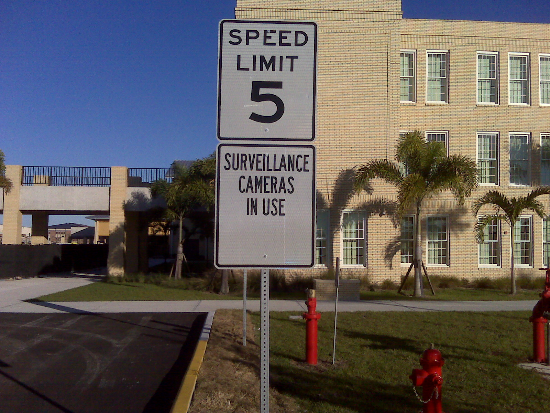 SPEED
LIMIT
5
SURVEILLANCE
CAMERAS
IN USE